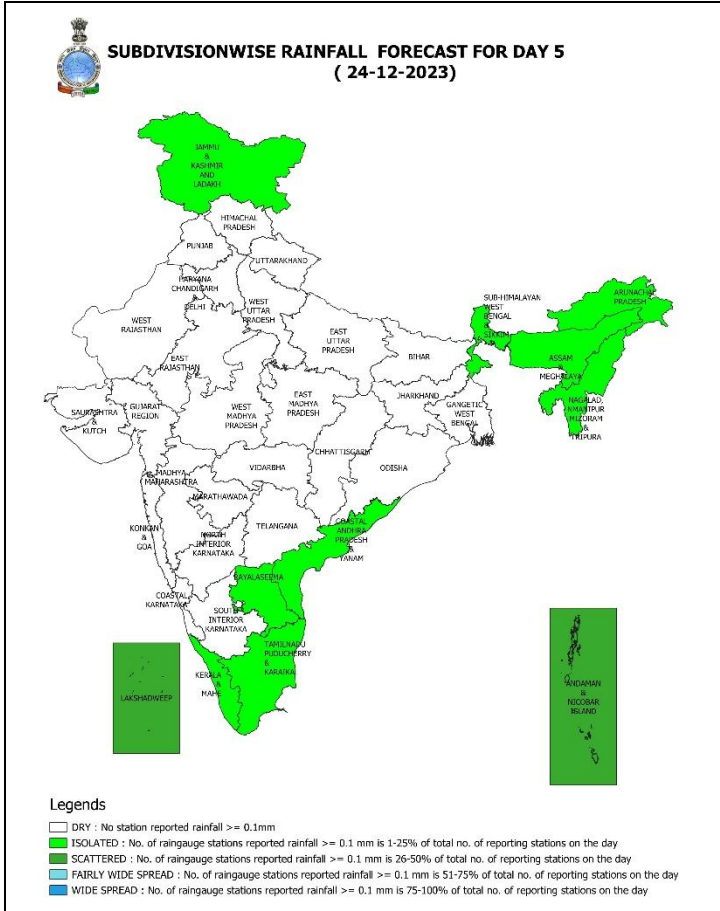 SUBDIVISIONWISE RAINFALL FORECAST FOR DAY 5
( 24-12-2023)
JAMMU
&
KASHMIR
AND
LADAKH
HIMACHAL
PRADESH
PUNJAB
UTTARAKHAND
HARYANA
CHANDIGARH
&
DELHI
WEST
UTTAR
PRADESH
WEST
RAJASTHAN
EAST
RAJASTHAN
EAST
UTTAR
PRADESH
BIHAR
SUB-HIMALAYAN
WEST
BENGAL
&
SIKKIM
ARUNACHAL
PRADESH
ASSAM
&
MEGHALAYA
NAGALAD,
NMANIPUR
MIZORAM
&
TRIPURA
SAURASHTRA
&
KUTCH
GUJARAT
REGION
WEST
MADHYA
PRADESH
EAST
MADHYA
PRADESH
JHARKHAND
GANGETIC
WEST
BENGAL
CHHATTISGARH
ODISHA
VIDARBHA
MADHYA
MAHARASHTRA
MARATHAWADA
KONKAN
& GOA
TELANGANA
NORTH
INTERIOR
KARNATAKA
COASTAL
ANDHRA
PRADESH
&
YANAM
RAYALASEEMA
COASTAL
KARNATAKA
SOUTH
INTERIOR
KARNATAKA
TAMILNADU
PUDUCHERRY
&
KARAIKA
KERALA
&
MAHE
LAKSHADWEEP
ANDAMAN
&
NICOBAR
ISLAND
Legends
DRY : No station reported rainfall >= 0.1mm
ISOLATED : No. of raingauge stations reported rainfall >= 0.1 mm is 1-25% of total no. of reporting stations on the day
SCATTERED : No. of raingauge stations reported rainfall >= 0.1 mm is 26-50% of total no. of reporting stations on the day
FAIRLY WIDE SPREAD : No. of raingauge stations reported rainfall >= 0.1 mm is 51-75% of total no. of reporting stations on the day
WIDE SPREAD : No. of raingauge stations reported rainfall >= 0.1 mm is 75-100% of total no. of reporting stations on the day